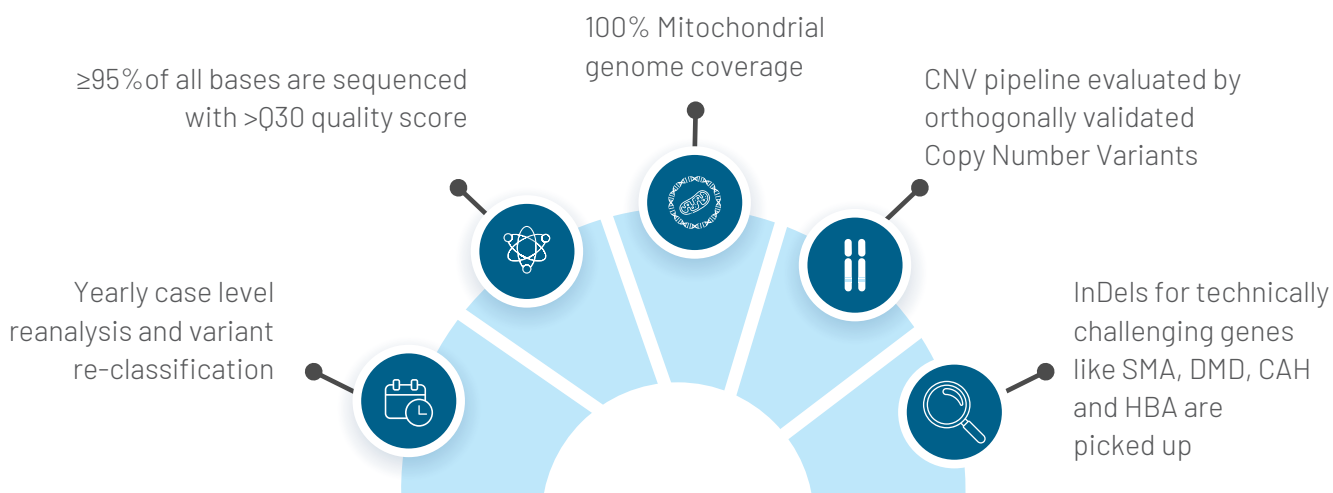 Yearly case level
reanalysis and variant
re-classification
≥95%of all bases are sequenced
with >Q30 quality score
100% Mitochondrial
genome coverage
CNV pipeline evaluated by
orthogonally validated
Copy Number Variants
InDels for technically
challenging genes
like SMA, DMD, CAH
and HBA are
picked up